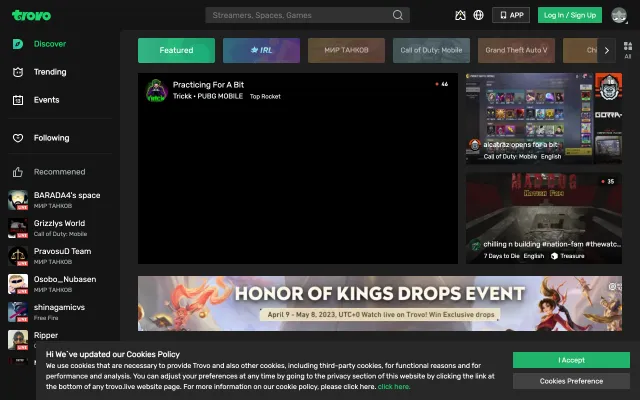 trovo
Streamers, Spaces, Games
APP
Log In / Sign Up
Discover
Trending
Events
Following
Recommened
BARADA4's space
МИР ТАНКОВ
LIVE
Grizzlys World
Call of Duty: Mobile
LIVE
PravosuD Team
МИР ТАНКОВ
LIVE
Osobo_Nubasen
МИР ТАНКОВ
LIVE
shinagamicvs
Free Fire
LIVE
Ripper
Featured
IRL
МИР ТАНКОВ
Call of Duty: Mobile
Grand Theft Auto V
Ch
All
Practicing For A Bit
Trickk • PUBG MOBILE Top Rocket
44
alcatraz opens for a bit
Call of Duty: Mobile English
35
chilling n building #nation-fam #thewatc...
7 Days to Die English Treasure
HONOR OF KINGS DROPS EVENT
April 9 - May 8, 2023, UTC+0 Watch live on Trovo! Win Exclusive drops
Hi We`ve updated our Cookies Policy
We use cookies that are necessary to provide Trovo and also other cookies, including third-party cookies, for functional reasons and for
performance and analysis. You can adjust your preferences at any time by going to the privacy section of this website by clicking the link at
the bottom of any trovo.live website page. For more information on our cookie policy, please click here. click here.
I Accept
Cookies Preference